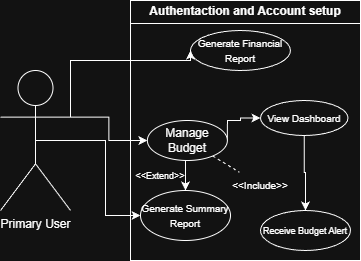 Authentaction and Account setup
Generate Financial
Report
View Dashboard
Manage
Budget
<<Extend>>
<<Include>>
Generate Summary
Report
Primary User
Receive Budget Alert